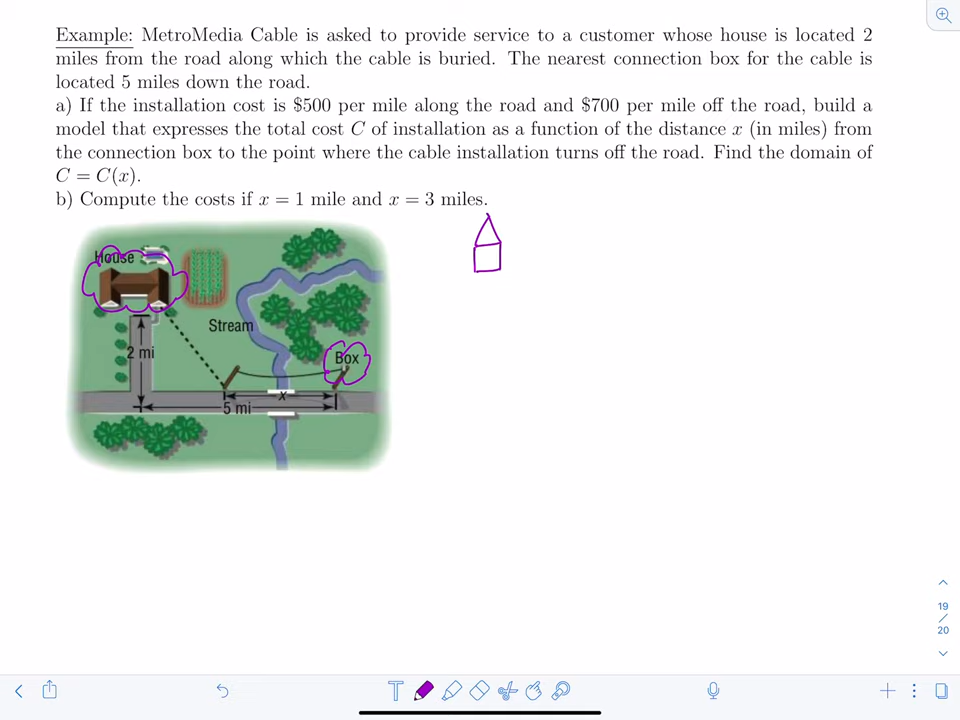 Example: MetroMedia Cable is asked to provide service to a customer whose house is located 2
miles from the road along which the cable is buried. The nearest connection box for the cable is
located 5 miles down the road.
a) If the installation cost is $500 per mile along the road and $700 per mile off the road, build a
model that expresses the total cost C of installation as a function of the distance x (in miles) from
the connection box to the point where the cable installation turns off the road. Find the domain of
C = C(x).
b) Compute the costs if x = 1 mile and x = 3 miles.
House
Stream
2 mi
Box
x
5 mi
19
/
20
T